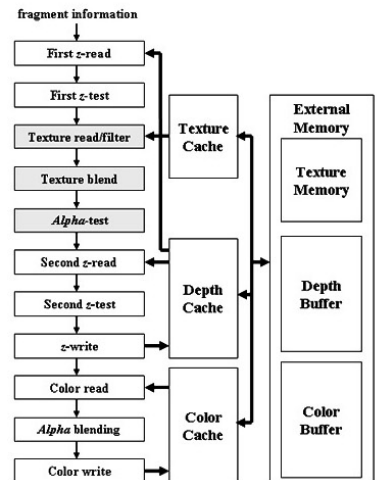 fragment information
First z-read
First z-test
Texture read/filter
Texture blend
Alpha-test
Second z-read
Second z-test
z-write
Color read
Alpha blending
Color write
Texture
Cache
Depth
Cache
Color
Cache
External
Memory
Texture
Memory
Depth
Buffer
Color
Buffer